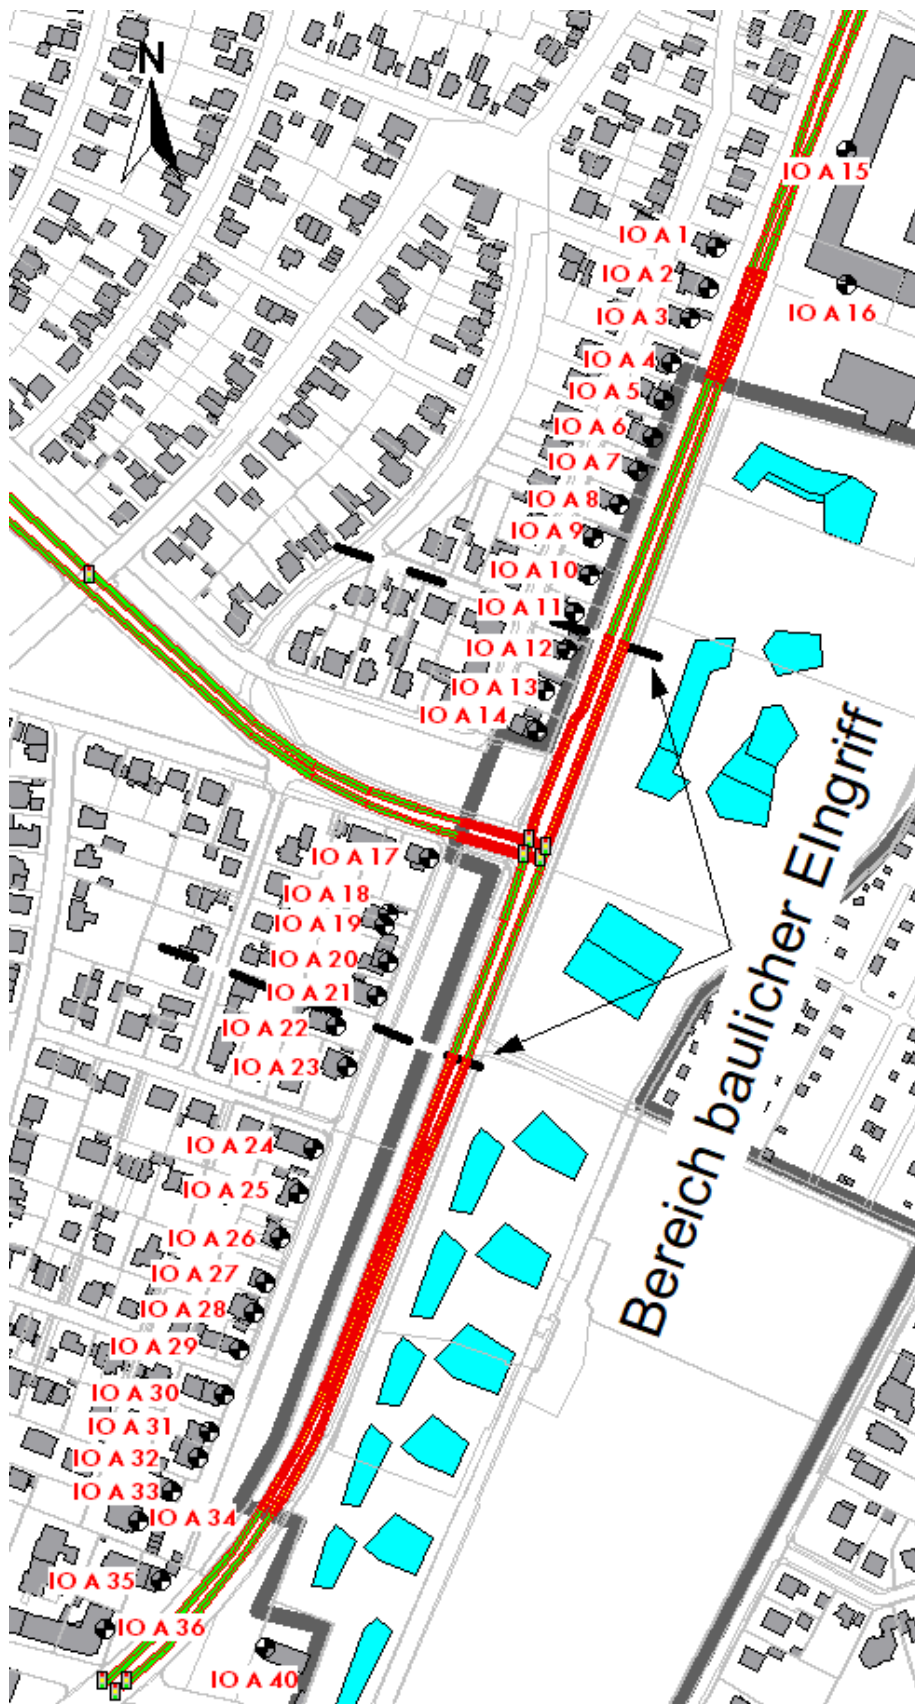 N
IO A 15
IO A 1
IO A 2
IO A 16
IO A 3
IO A 4
IO A 5
IO A 6
IO A 7
IO A 8
IO A 9
IO A 10
IO A 11
IO A 12
IO A 13
IO A 14
IO A 17
IO A 18
IO A 19
IO A 20
IO A 21
IO A 22
IO A 23
IO A 24
IO A 25
IO A 26
IO A 27
IO A 28
IO A 29
IO A 30
IO A 31
IO A 32
IO A 33
IO A 34
IO A 35
IO A 36
IO A 40
Bereich baulicher EIngriff